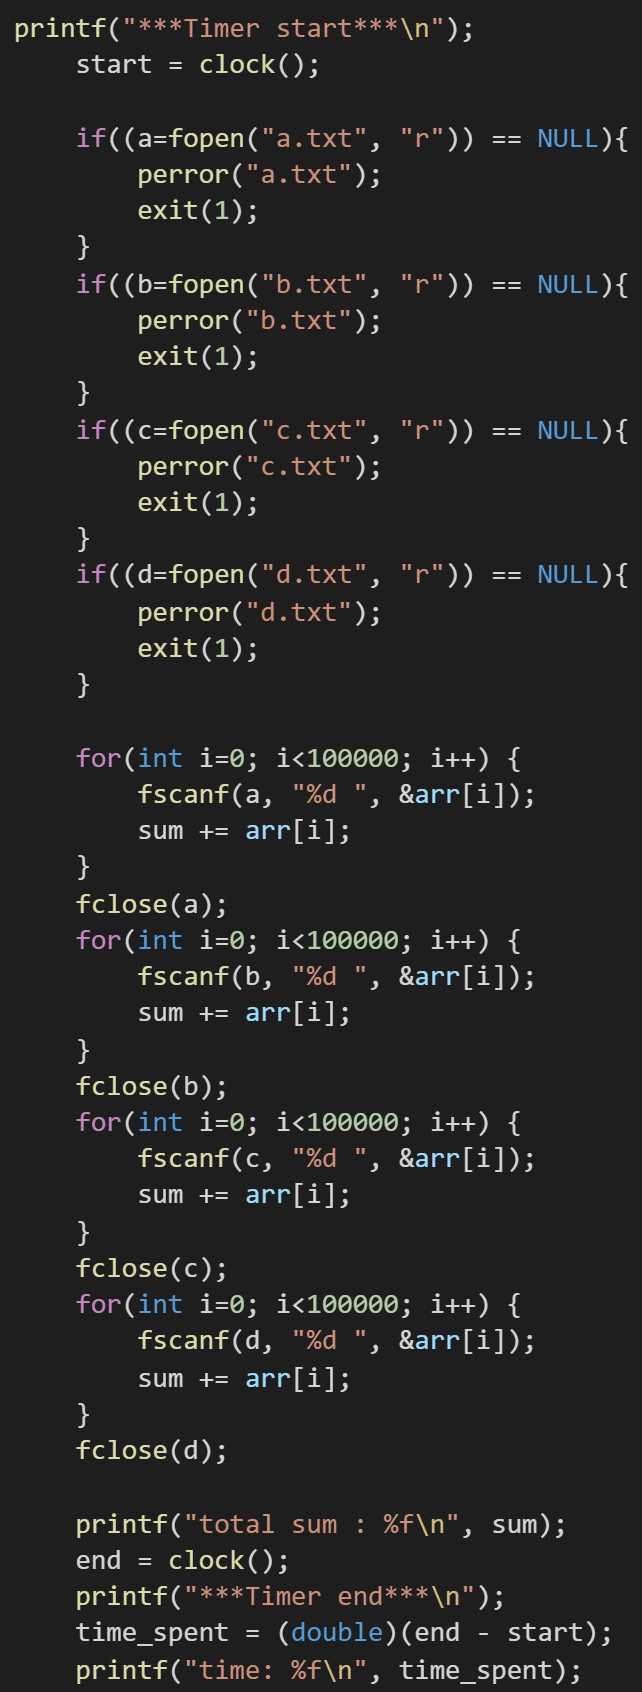 printf("***Timer start***\n");
    start = clock();

    if((a=fopen("a.txt", "r")) == NULL){
        perror("a.txt");
        exit(1);
    }
    if((b=fopen("b.txt", "r")) == NULL){
        perror("b.txt");
        exit(1);
    }
    if((c=fopen("c.txt", "r")) == NULL){
        perror("c.txt");
        exit(1);
    }
    if((d=fopen("d.txt", "r")) == NULL){
        perror("d.txt");
        exit(1);
    }

    for(int i=0; i<100000; i++) {
        fscanf(a, "%d ", &arr[i]);
        sum += arr[i];
    }
    fclose(a);
    for(int i=0; i<100000; i++) {
        fscanf(b, "%d ", &arr[i]);
        sum += arr[i];
    }
    fclose(b);
    for(int i=0; i<100000; i++) {
        fscanf(c, "%d ", &arr[i]);
        sum += arr[i];
    }
    fclose(c);
    for(int i=0; i<100000; i++) {
        fscanf(d, "%d ", &arr[i]);
        sum += arr[i];
    }
    fclose(d);

    printf("total sum : %f\n", sum);
    end = clock();
    printf("***Timer end***\n");
    time_spent = (double)(end - start);
    printf("time: %f\n", time_spent);